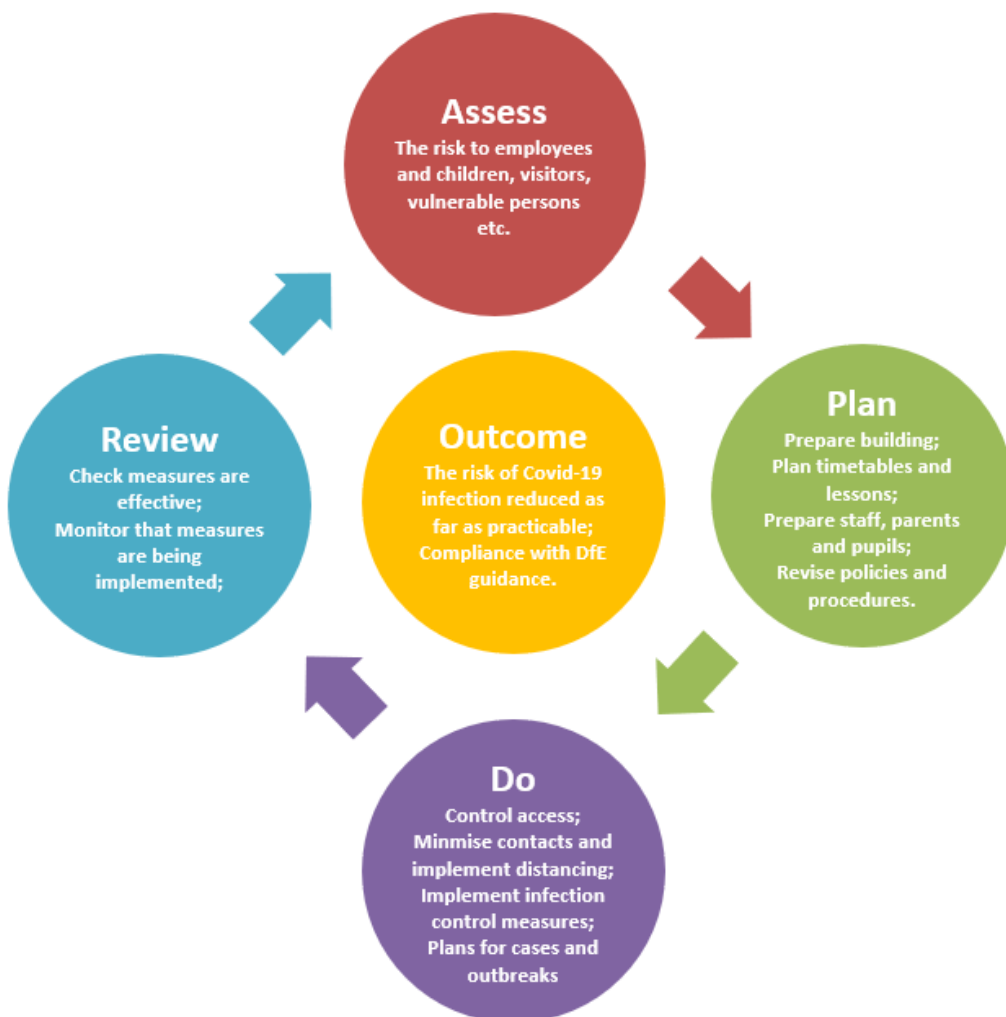 Assess
The risk to employees
and children, visitors,
vulnerable persons
etc.
Plan
Prepare building;
Plan timetables and
lessons;
Prepare staff, parents
and pupils;
Revise policies and
procedures.
Do
Control access;
Minmise contacts and
implement distancing;
Implement infection
control measures;
Plans for cases and
outbreaks
Review
Check measures are
effective;
Monitor that measures
are being
implemented;
Outcome
The risk of Covid-19
infection reduced as
far as practicable;
Compliance with DfE
guidance.